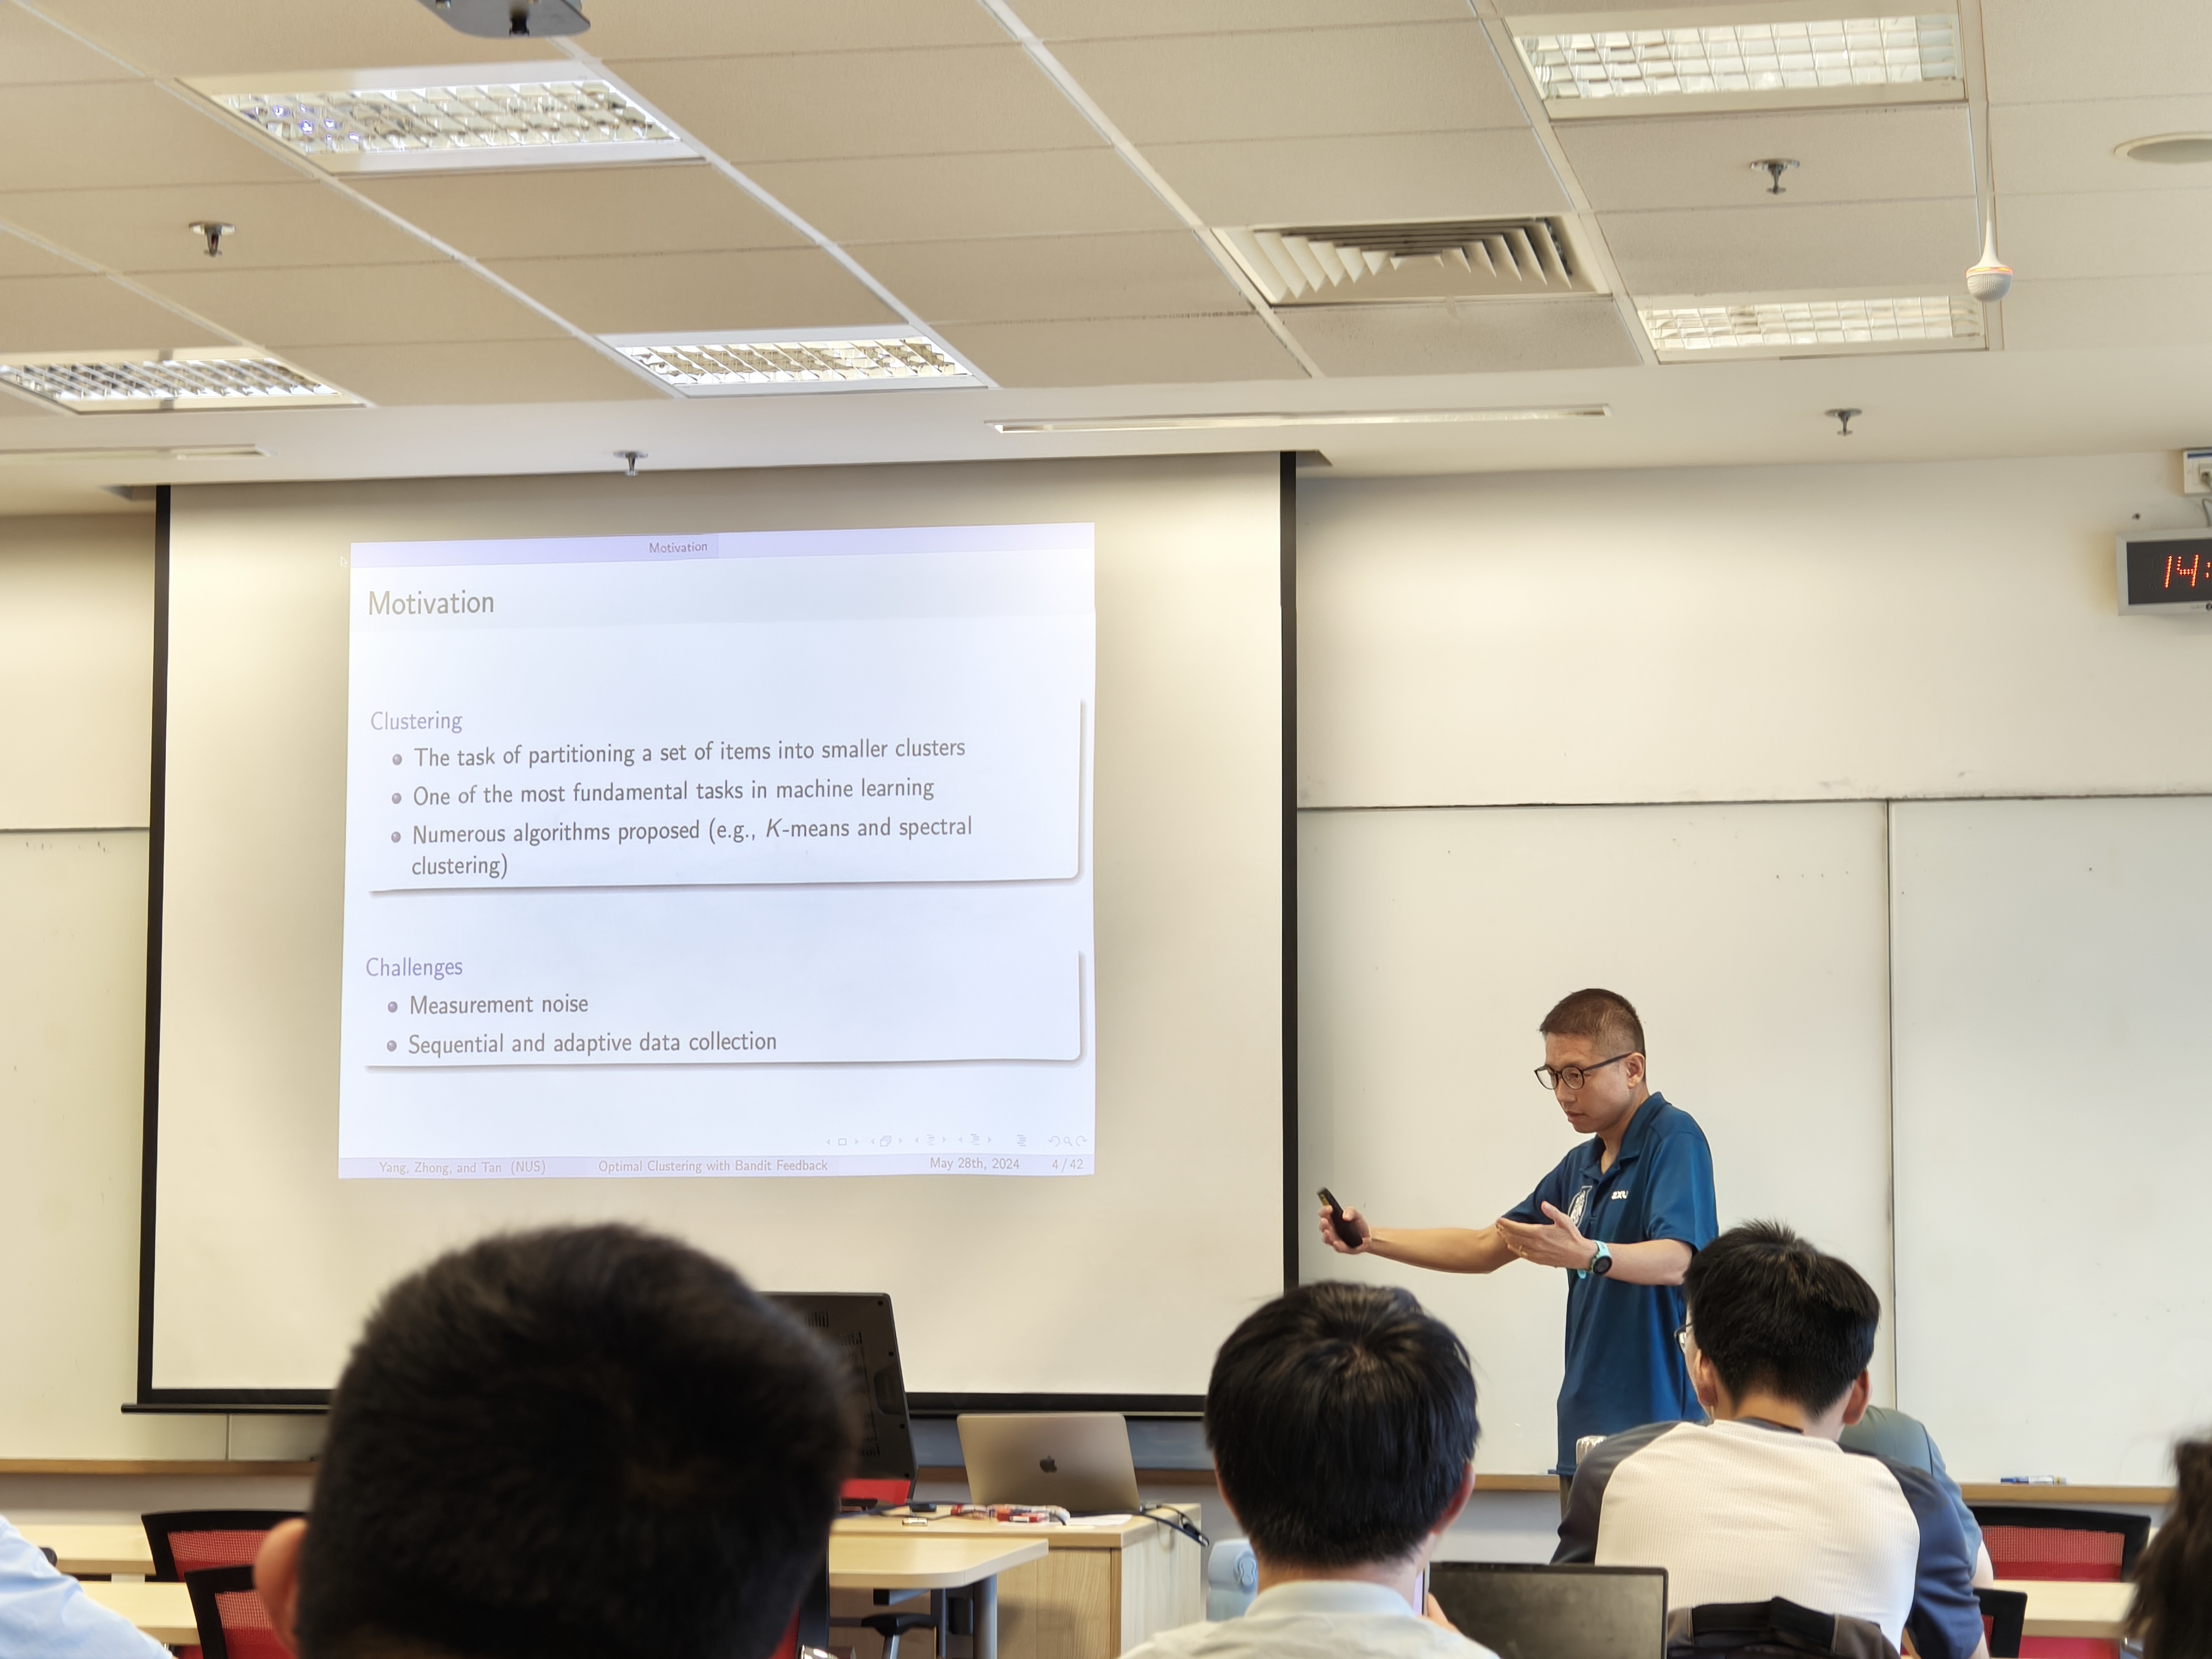 Motivation
Motivation
Clustering
The task of partitioning a set of items into smaller clusters
One of the most fundamental tasks in machine learning
Numerous algorithms proposed (e.g., K-means and spectral
clustering)
Challenges
Measurement noise
Sequential and adaptive data collection
Yang, Zhong, and Tan (NUS) Optimal Clustering with Bandit Feedback May 28th, 2024 4 / 42
14:
axu